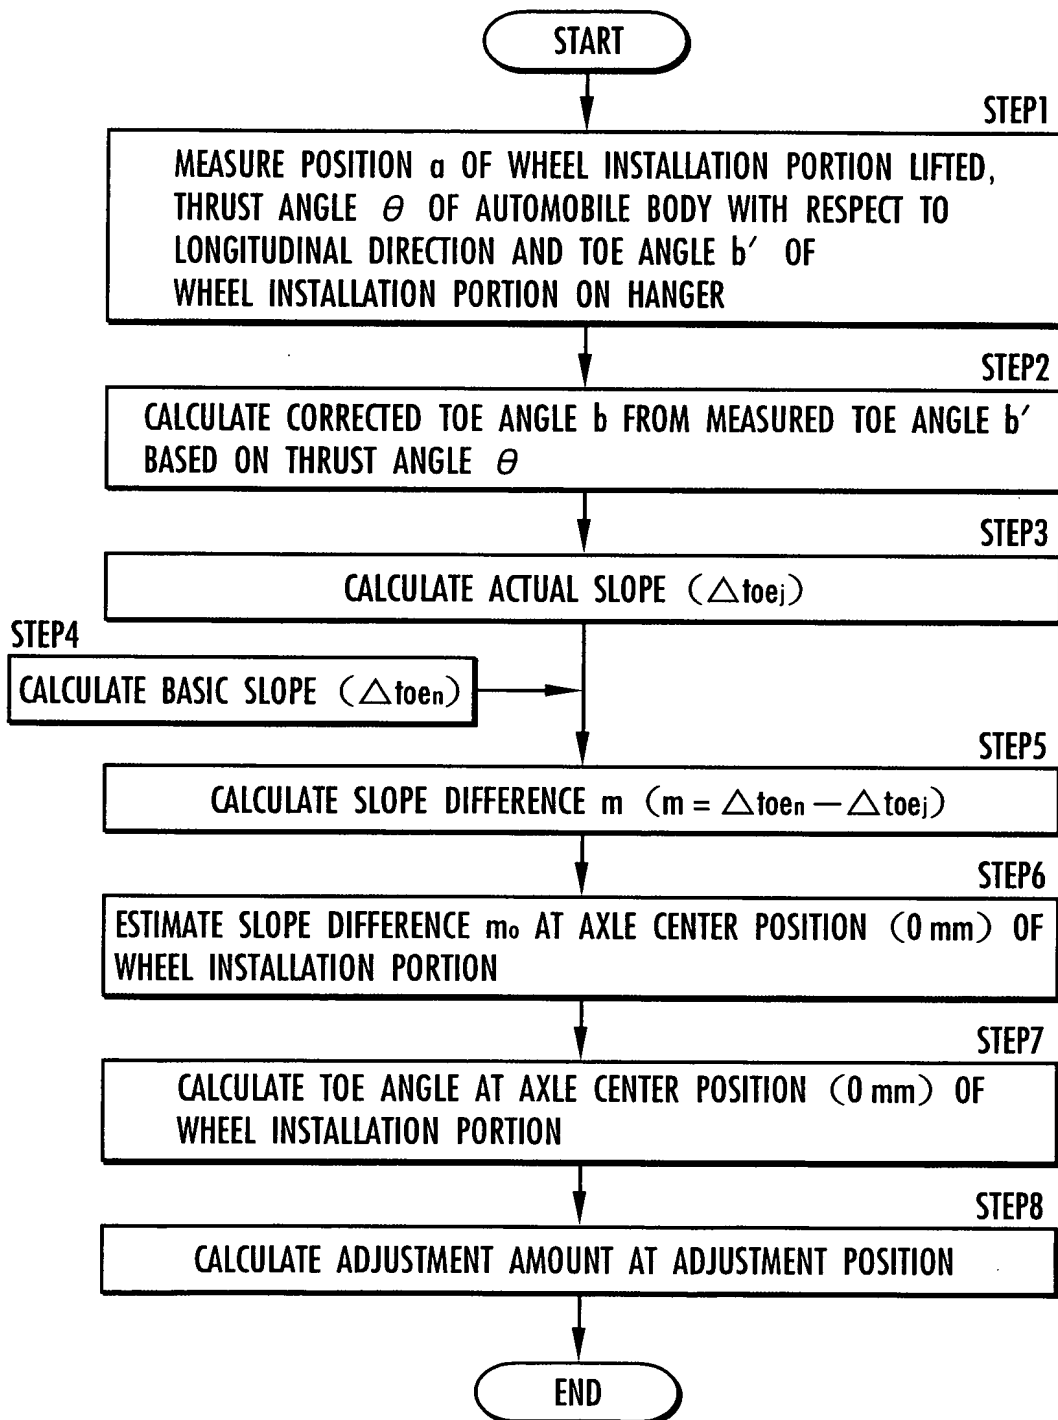 START
STEP1
MEASURE POSITION a OF WHEEL INSTALLATION PORTION LIFTED,
THRUST ANGLE θ OF AUTOMOBILE BODY WITH RESPECT TO
LONGITUDINAL DIRECTION AND TOE ANGLE b′ OF
WHEEL INSTALLATION PORTION ON HANGER
STEP2
CALCULATE CORRECTED TOE ANGLE b FROM MEASURED TOE ANGLE b′
BASED ON THRUST ANGLE θ
STEP3
CALCULATE ACTUAL SLOPE (△toej)
STEP4
CALCULATE BASIC SLOPE (△toen)
STEP5
CALCULATE SLOPE DIFFERENCE m (m = △toen − △toej)
STEP6
ESTIMATE SLOPE DIFFERENCE m₀ AT AXLE CENTER POSITION (0 mm) OF
WHEEL INSTALLATION PORTION
STEP7
CALCULATE TOE ANGLE AT AXLE CENTER POSITION (0 mm) OF
WHEEL INSTALLATION PORTION
STEP8
CALCULATE ADJUSTMENT AMOUNT AT ADJUSTMENT POSITION
END